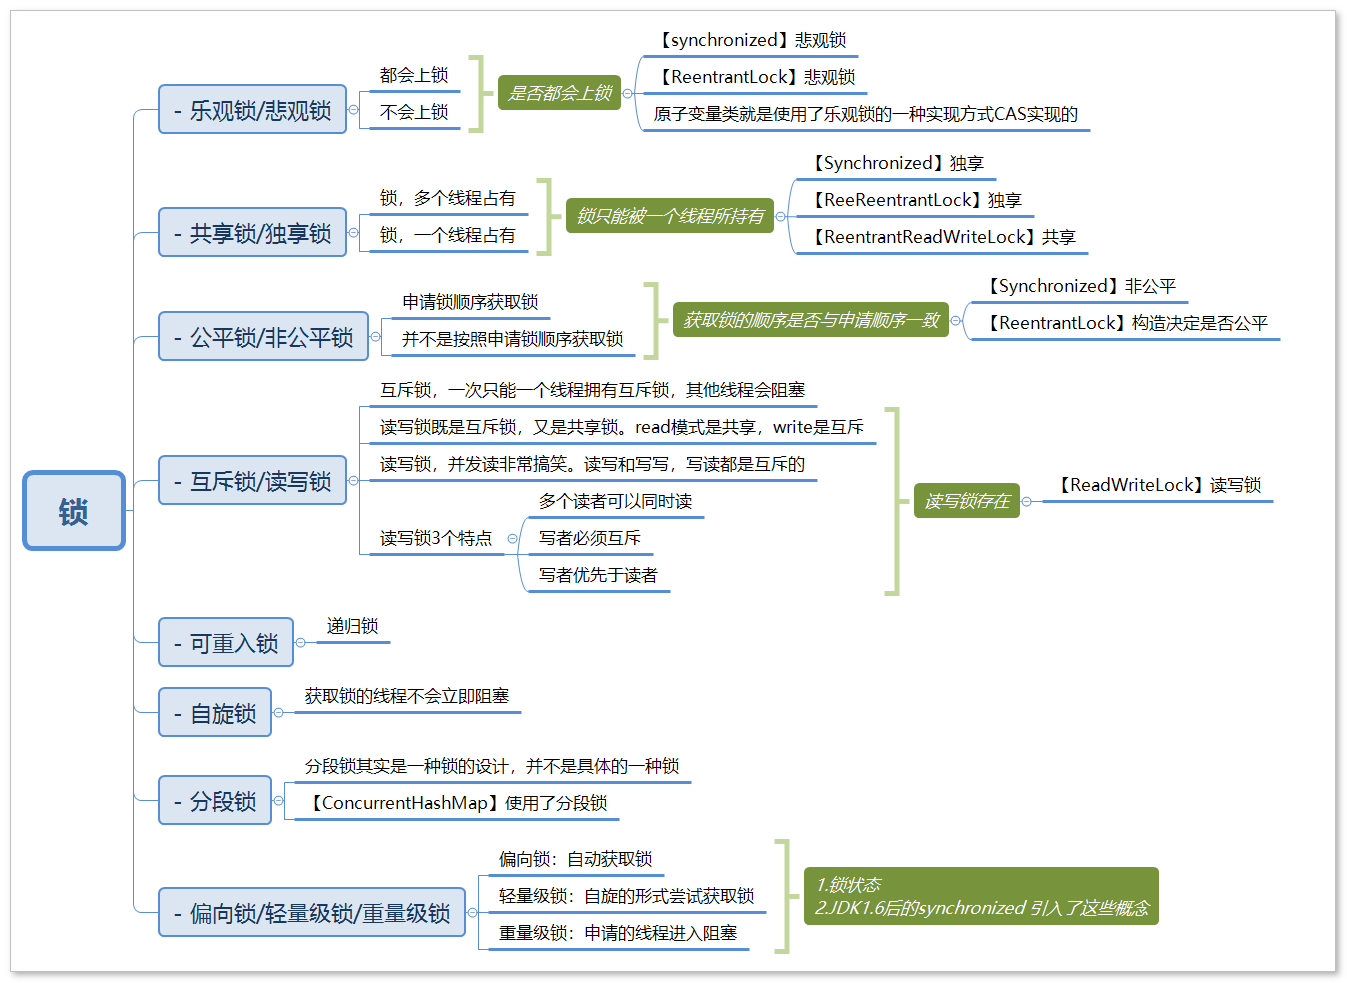 锁
- 乐观锁/悲观锁
都会上锁
不会上锁
是否都会上锁
【synchronized】悲观锁
【ReentrantLock】悲观锁
原子变量类就是使用了乐观锁的一种实现方式CAS实现的
- 共享锁/独享锁
锁，多个线程占有
锁，一个线程占有
锁只能被一个线程所持有
【Synchronized】独享
【ReeReentrantLock】独享
【ReentrantReadWriteLock】共享
- 公平锁/非公平锁
申请锁顺序获取锁
并不是按照申请锁顺序获取锁
获取锁的顺序是否与申请顺序一致
【Synchronized】非公平
【ReentrantLock】构造决定是否公平
- 互斥锁/读写锁
互斥锁，一次只能一个线程拥有互斥锁，其他线程会阻塞
读写锁既是互斥锁，又是共享锁。read模式是共享，write是互斥
读写锁，并发读非常搞笑。读写和写写，写读都是互斥的
读写锁3个特点
多个读者可以同时读
写者必须互斥
写者优先于读者
读写锁存在
【ReadWriteLock】读写锁
- 可重入锁
递归锁
- 自旋锁
获取锁的线程不会立即阻塞
- 分段锁
分段锁其实是一种锁的设计，并不是具体的一种锁
【ConcurrentHashMap】使用了分段锁
- 偏向锁/轻量级锁/重量级锁
偏向锁：自动获取锁
轻量级锁：自旋的形式尝试获取锁
重量级锁：申请的线程进入阻塞
1.锁状态
2.JDK1.6后的synchronized 引入了这些概念